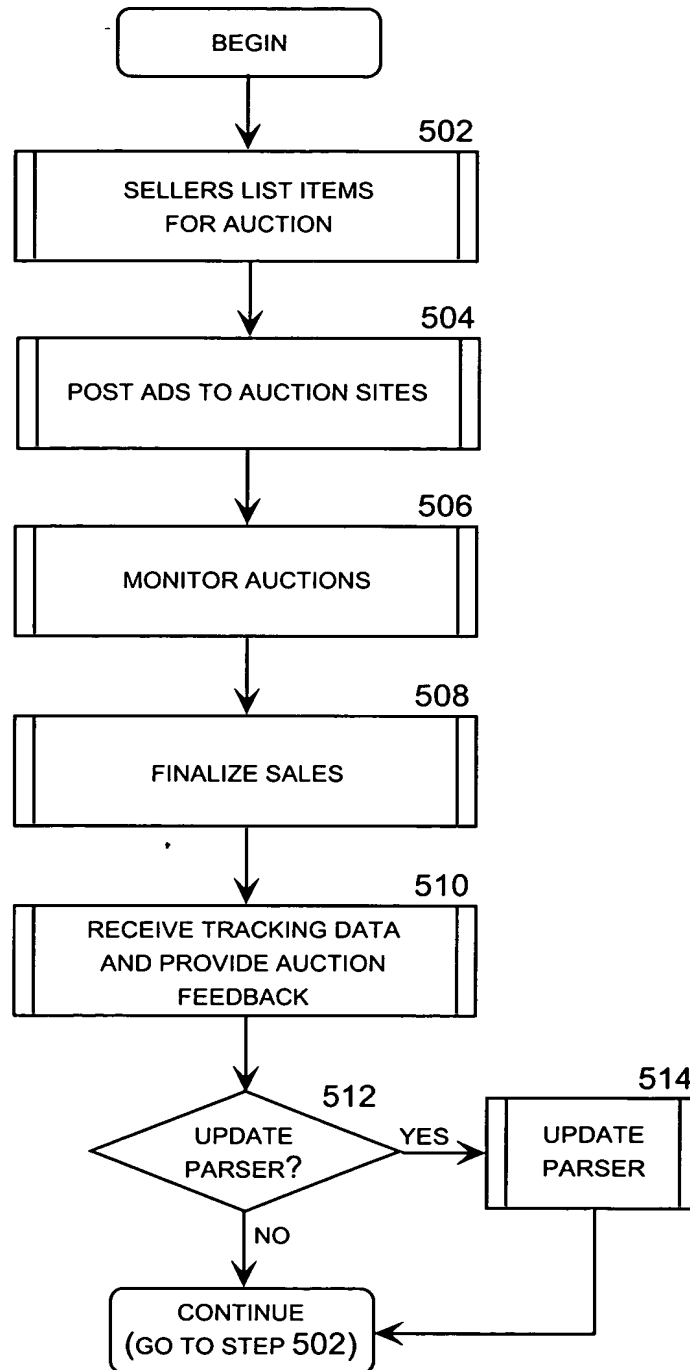 BEGIN
502
SELLERS LIST ITEMS
FOR AUCTION
504
POST ADS TO AUCTION SITES
506
MONITOR AUCTIONS
508
FINALIZE SALES
510
RECEIVE TRACKING DATA
AND PROVIDE AUCTION
FEEDBACK
512
UPDATE
PARSER?
YES
514
UPDATE
PARSER
NO
CONTINUE
(GO TO STEP 502)